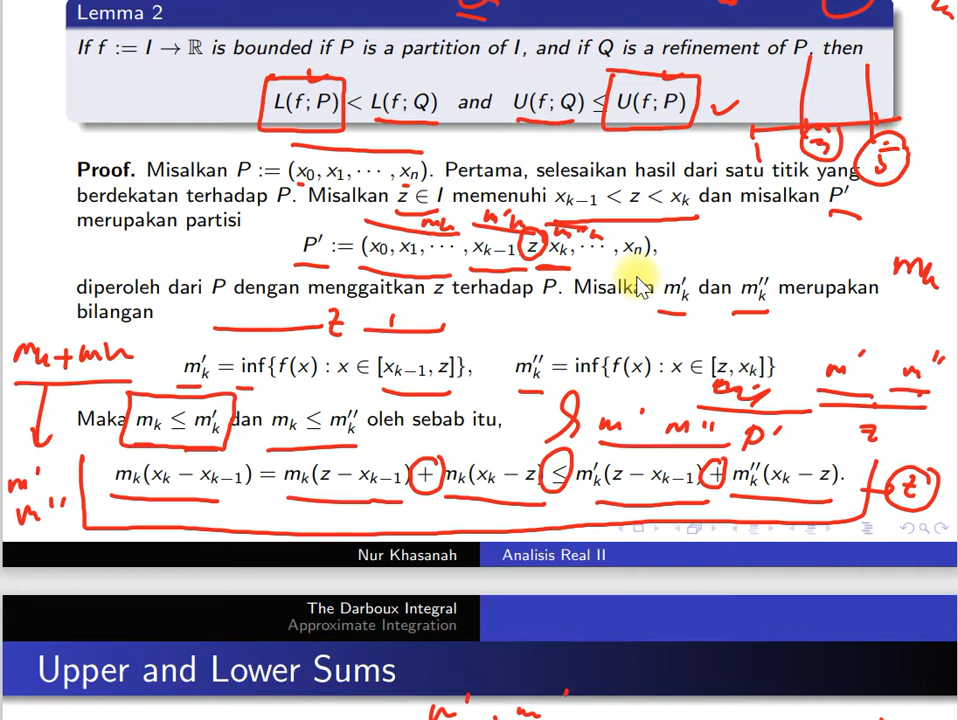 Lemma 2
If f := I → ℝ is bounded if P is a partition of I, and if Q is a refinement of P, then
L(f; P) < L(f; Q) and U(f; Q) ≤ U(f; P)
Proof. Misalkan P := (x₀, x₁, ⋯ , xₙ). Pertama, selesaikan hasil dari satu titik yang
berdekatan terhadap P. Misalkan z ∈ I memenuhi xₖ₋₁ < z < xₖ dan misalkan P′
merupakan partisi
P′ := (x₀, x₁, ⋯ , xₖ₋₁ z xₖ, ⋯ , xₙ),
diperoleh dari P dengan menggaitkan z terhadap P. Misalkan m′ₖ dan m″ₖ merupakan
bilangan
z
m′ₖ = inf{f(x) : x ∈ [xₖ₋₁, z]}, m″ₖ = inf{f(x) : x ∈ [z, xₖ]}
Maka mₖ ≤ m′ₖ dan mₖ ≤ m″ₖ oleh sebab itu,
m′ m″ p′ z
mₖ(xₖ − xₖ₋₁) = mₖ(z − xₖ₋₁) + mₖ(xₖ − z) ≤ m′ₖ(z − xₖ₋₁) + m″ₖ(xₖ − z).
m′
m″
Nur Khasanah Analisis Real II
The Darboux Integral
Approximate Integration
Upper and Lower Sums